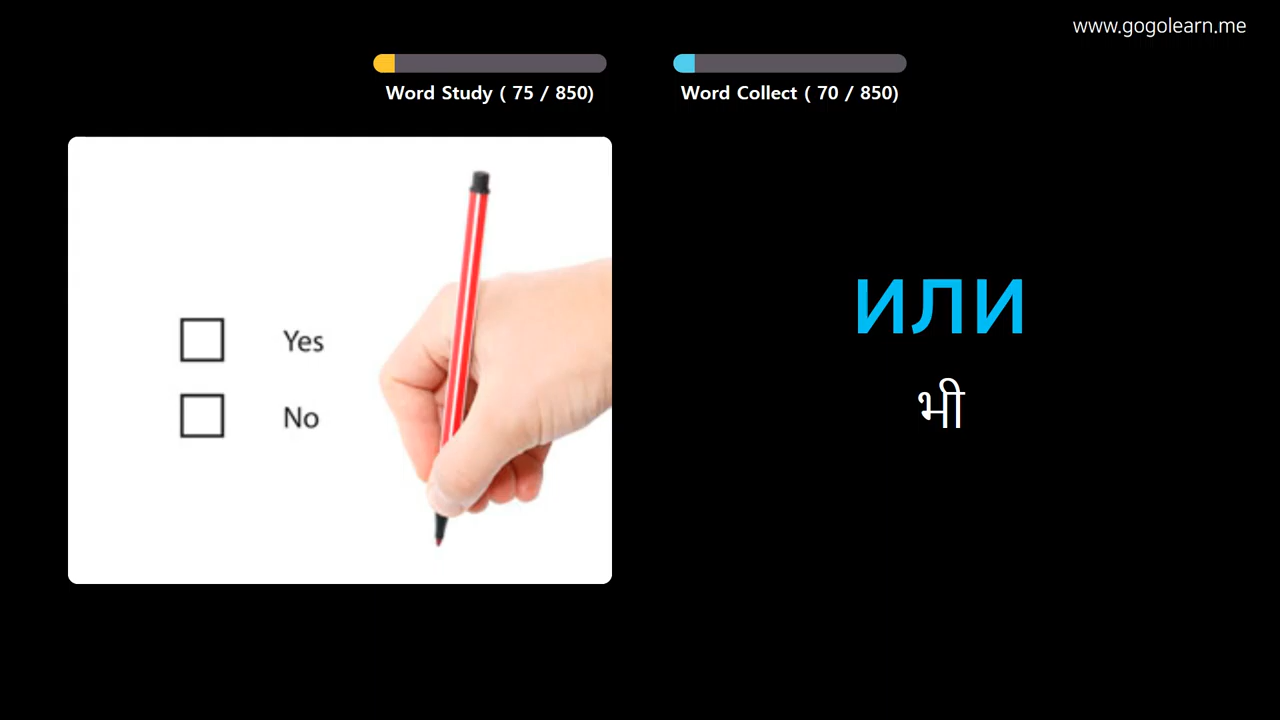 www.gogolearn.me
Word Study ( 75 / 850)
Word Collect ( 70 / 850)
Yes
No
или
भी